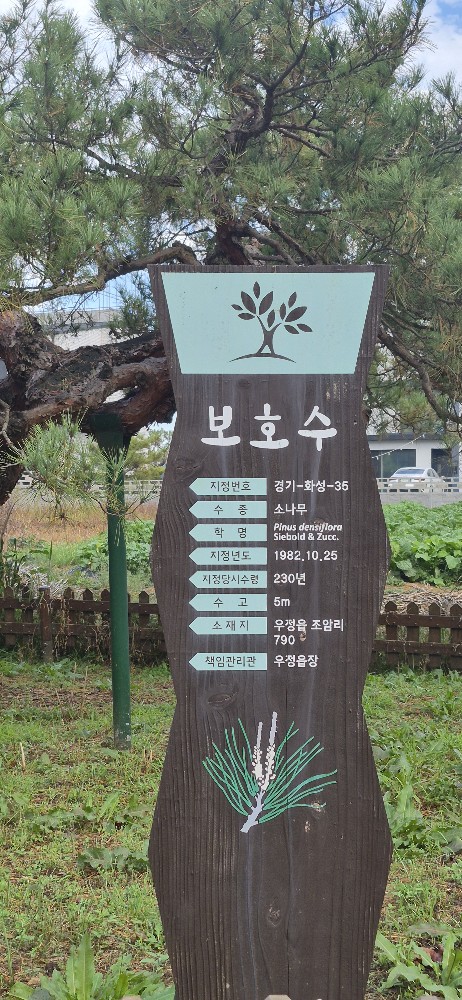 보호수
지정번호 경기-화성-35
수 종 소나무
학 명 Pinus densiflora
Siebold & Zucc.
지정년도 1982.10.25
지정당시수령 230년
수 고 5m
소 재 지 우정읍 조암리
790
책임관리관 우정읍장